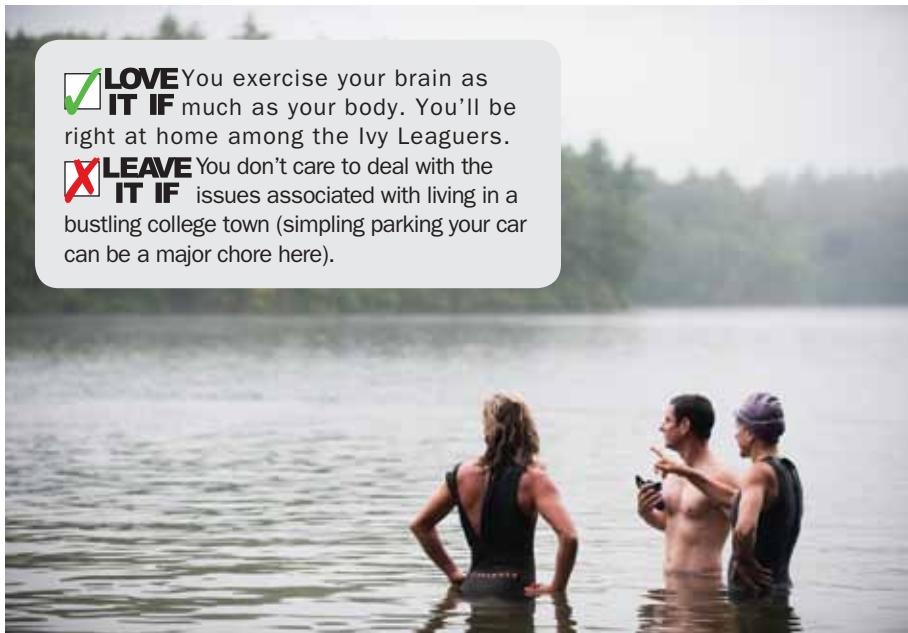 LOVE You exercise your brain as
IT IF much as your body. You’ll be
right at home among the Ivy Leaguers.
LEAVE You don’t care to deal with the
IT IF issues associated with living in a
bustling college town (simpling parking your car
can be a major chore here).